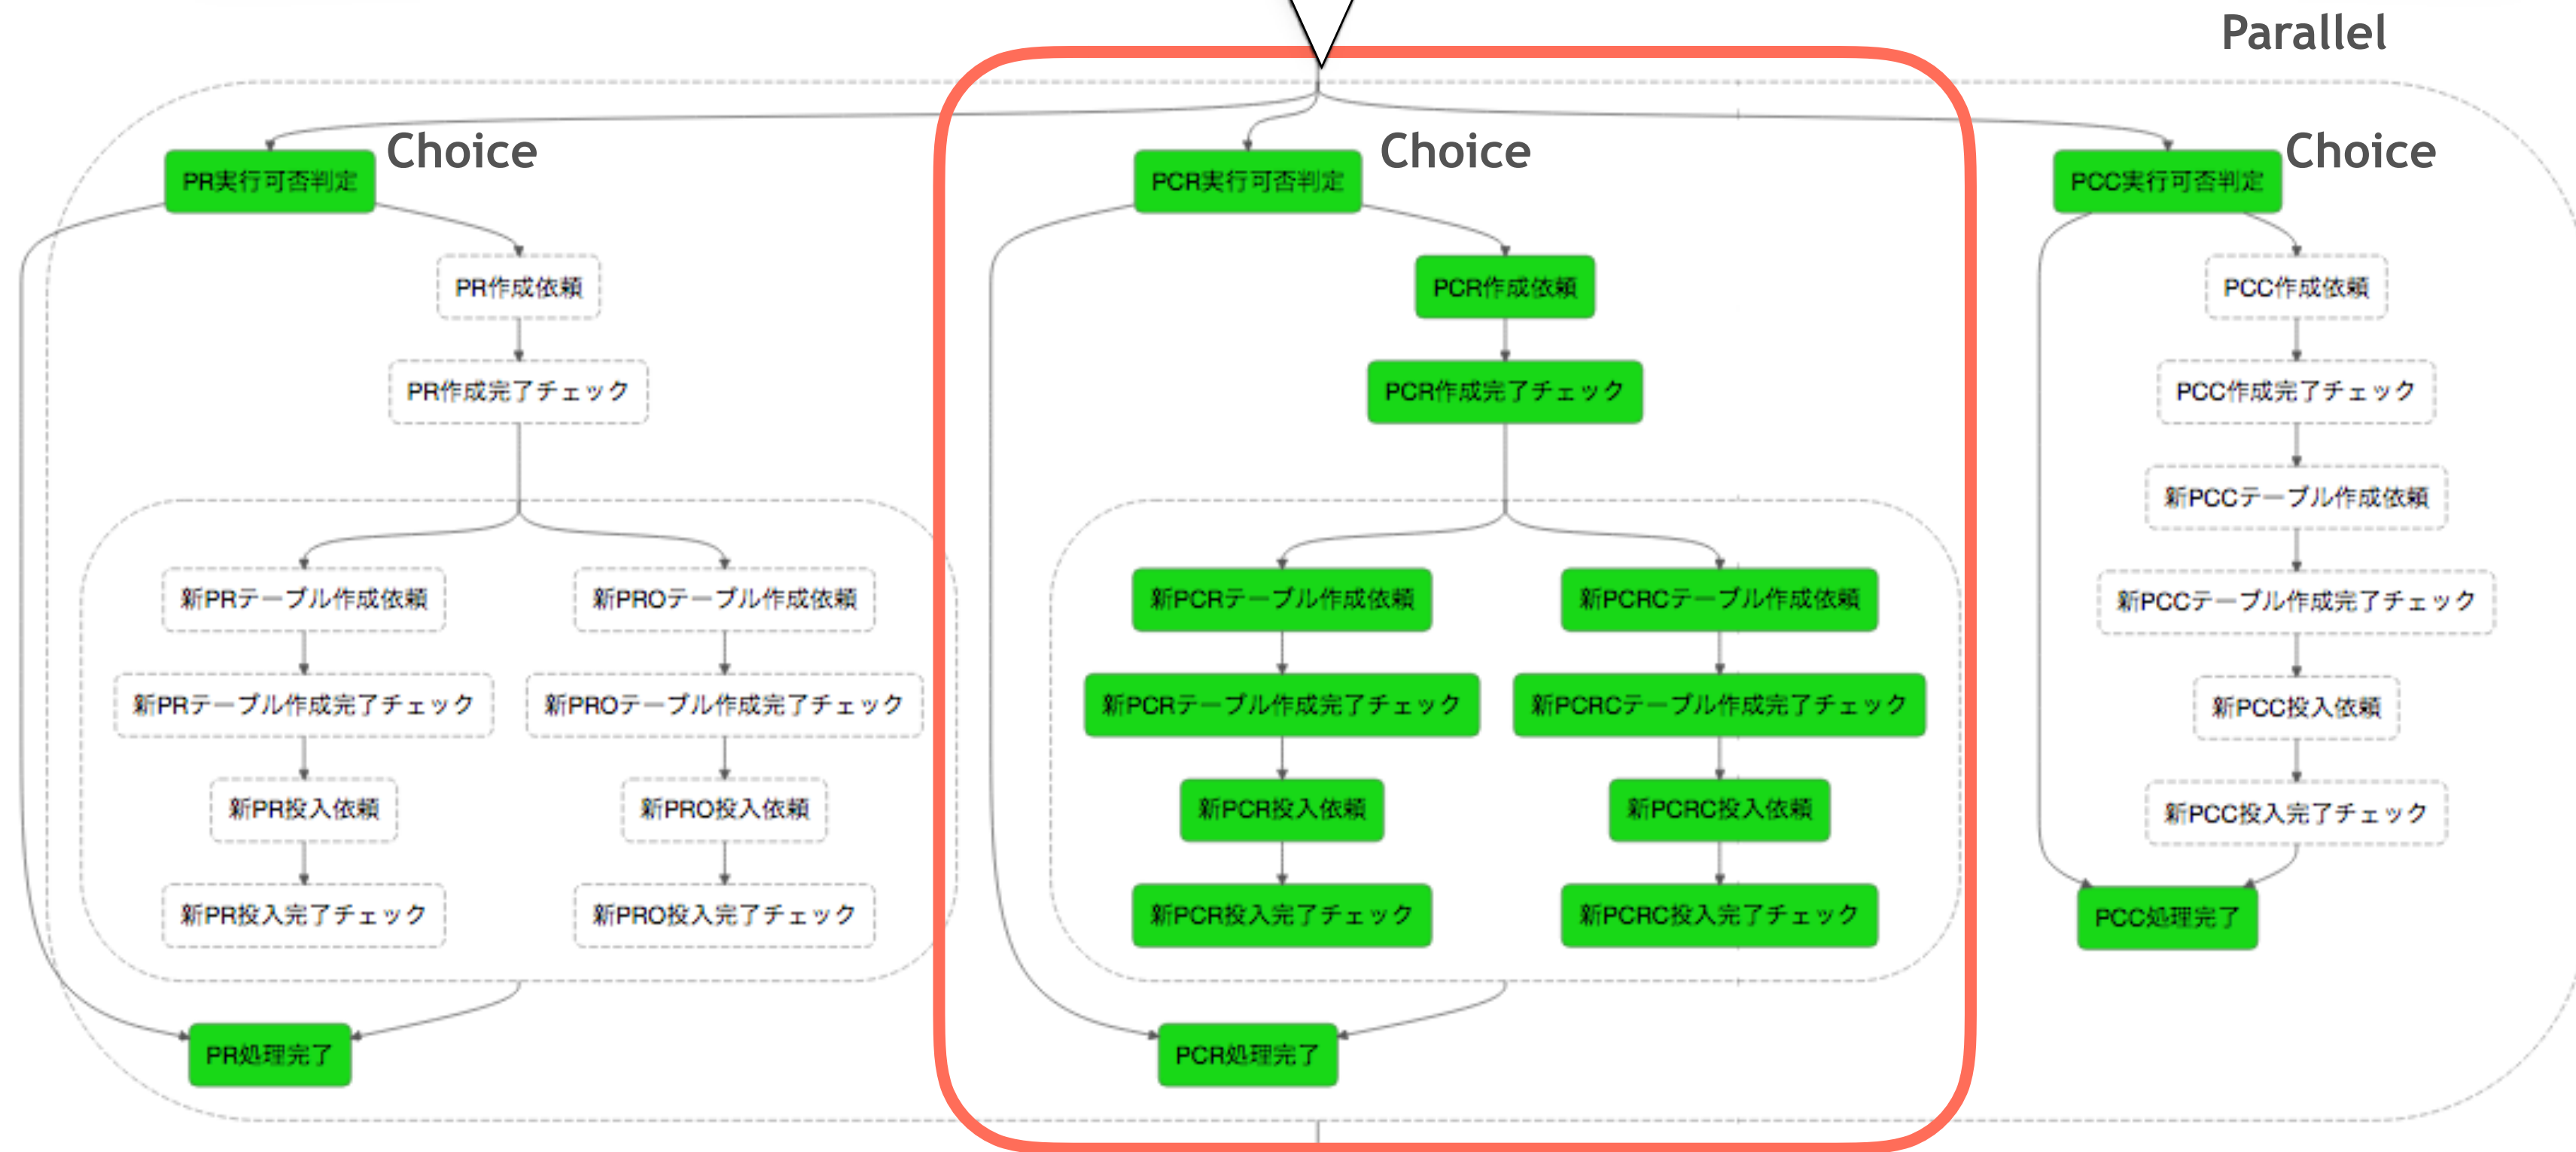 Parallel
Choice
Choice
Choice
PR実行可否判定
PCR実行可否判定
PCC実行可否判定
PR作成依頼
PCR作成依頼
PCC作成依頼
PR作成完了チェック
PCR作成完了チェック
PCC作成完了チェック
新PCCテーブル作成依頼
新PRテーブル作成依頼
新PROテーブル作成依頼
新PCRテーブル作成依頼
新PCRCテーブル作成依頼
新PCCテーブル作成完了チェック
新PRテーブル作成完了チェック
新PROテーブル作成完了チェック
新PCRテーブル作成完了チェック
新PCRCテーブル作成完了チェック
新PCC投入依頼
新PR投入依頼
新PRO投入依頼
新PCR投入依頼
新PCRC投入依頼
新PCC投入完了チェック
新PR投入完了チェック
新PRO投入完了チェック
新PCR投入完了チェック
新PCRC投入完了チェック
PCC処理完了
PR処理完了
PCR処理完了